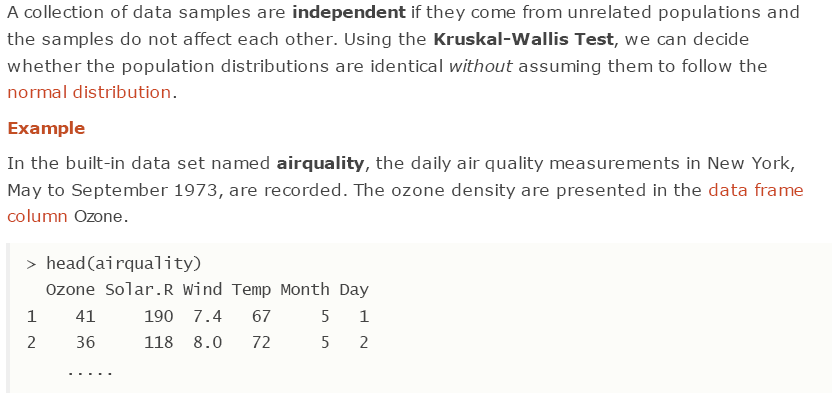 A collection of data samples are independent if they come from unrelated populations and
the samples do not affect each other. Using the Kruskal-Wallis Test, we can decide
whether the population distributions are identical without assuming them to follow the
normal distribution.
Example
In the built-in data set named airquality, the daily air quality measurements in New York,
May to September 1973, are recorded. The ozone density are presented in the data frame
column Ozone.
> head(airquality)
  Ozone Solar.R Wind Temp Month Day
1    41     190  7.4   67     5   1
2    36     118  8.0   72     5   2
    .....